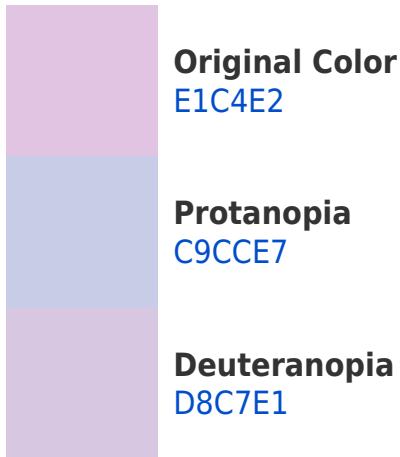 Original Color
E1C4E2
Protanopia
C9CCE7
Deuteranopia
D8C7E1